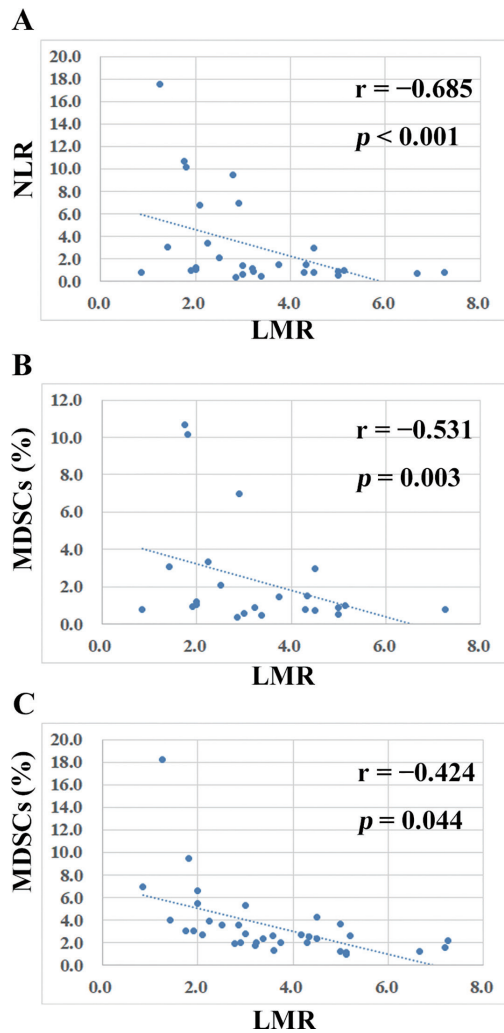 A
20.0
18.0
16.0
14.0
12.0
10.0
8.0
6.0
4.0
2.0
0.0
NLR
r = −0.685
p < 0.001
0.0 2.0 4.0 6.0 8.0
LMR
B
12.0
10.0
8.0
6.0
4.0
2.0
0.0
MDSCs (%)
r = −0.531
p = 0.003
0.0 2.0 4.0 6.0 8.0
LMR
C
20.0
18.0
16.0
14.0
12.0
10.0
8.0
6.0
4.0
2.0
0.0
MDSCs (%)
r = −0.424
p = 0.044
0.0 2.0 4.0 6.0 8.0
LMR